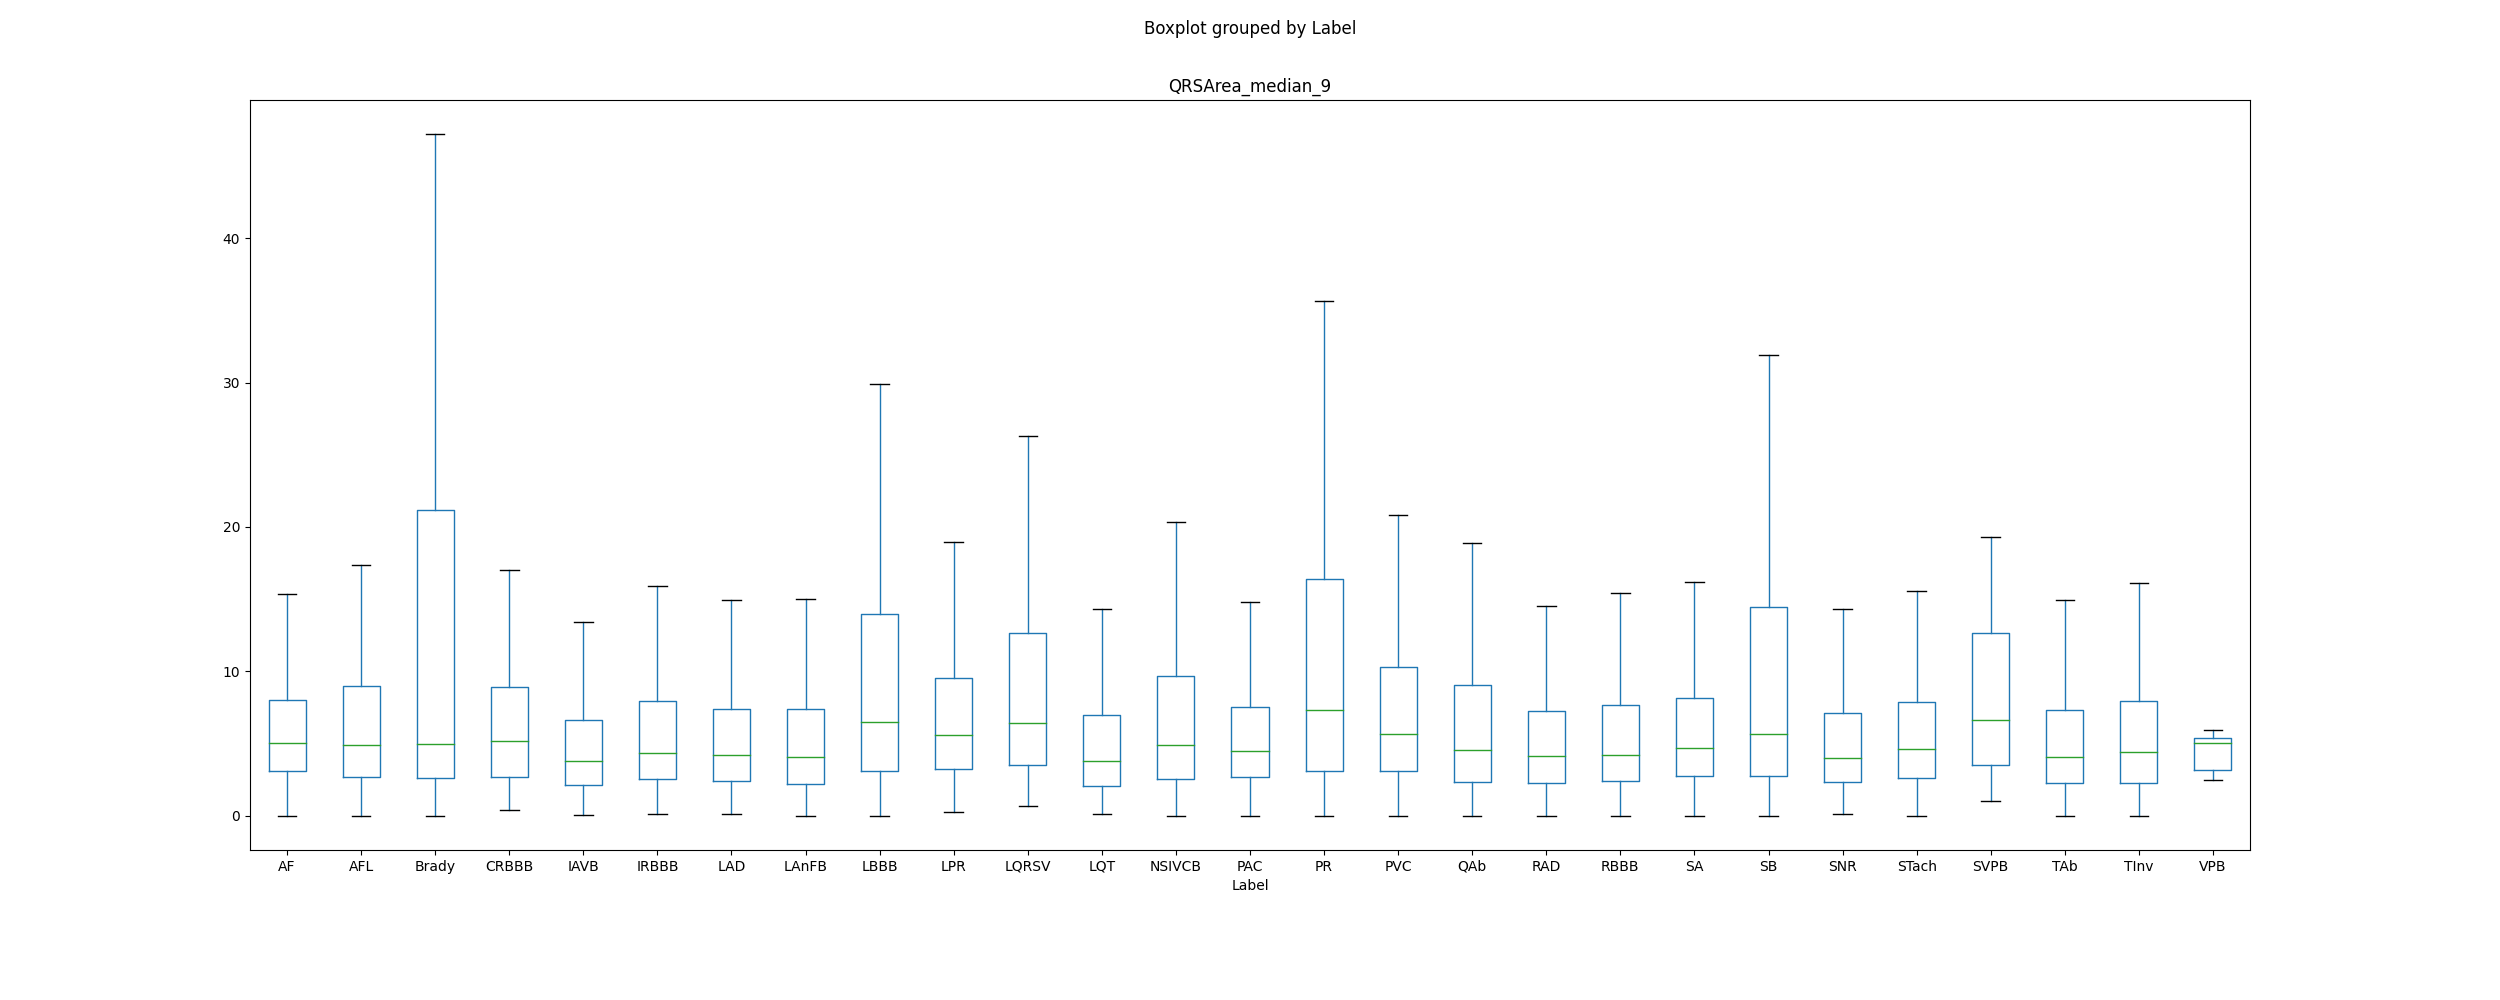 Boxplot grouped by Label
QRSArea_median_9
40
30
20
10
0
AF AFL Brady CRBBB IAVB IRBBB LAD LAnFB LBBB LPR LQRSV LQT NSIVCB PAC PR PVC QAb RAD RBBB SA SB SNR STach SVPB TAb TInv VPB
Label